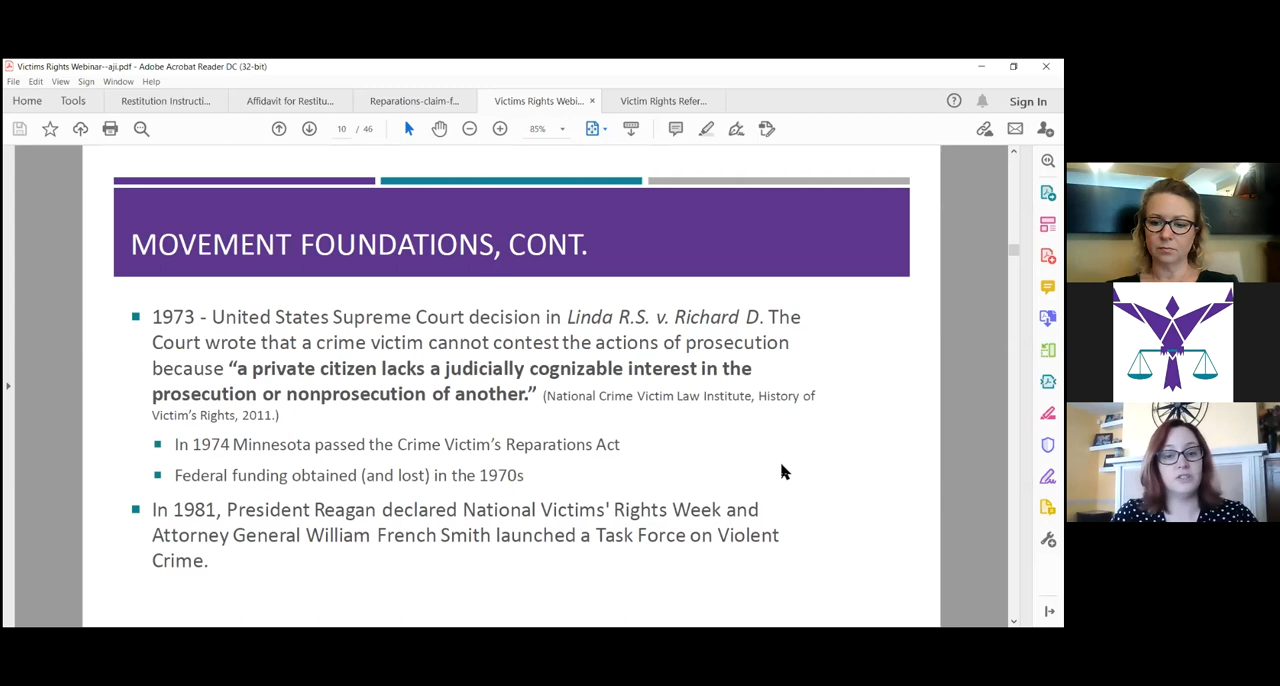 Victims Rights Webinar--aji.pdf - Adobe Acrobat Reader DC (32-bit)
File Edit View Sign Window Help
Home Tools Restitution Instructi... Affidavit for Restitu... Reparations-claim-f... Victims Rights Webi... × Victim Rights Refer... Sign In
10 / 46 85%
MOVEMENT FOUNDATIONS, CONT.
1973 - United States Supreme Court decision in Linda R.S. v. Richard D. The
Court wrote that a crime victim cannot contest the actions of prosecution
because “a private citizen lacks a judicially cognizable interest in the
prosecution or nonprosecution of another.” (National Crime Victim Law Institute, History of
Victim’s Rights, 2011.)
In 1974 Minnesota passed the Crime Victim’s Reparations Act
Federal funding obtained (and lost) in the 1970s
In 1981, President Reagan declared National Victims' Rights Week and
Attorney General William French Smith launched a Task Force on Violent
Crime.